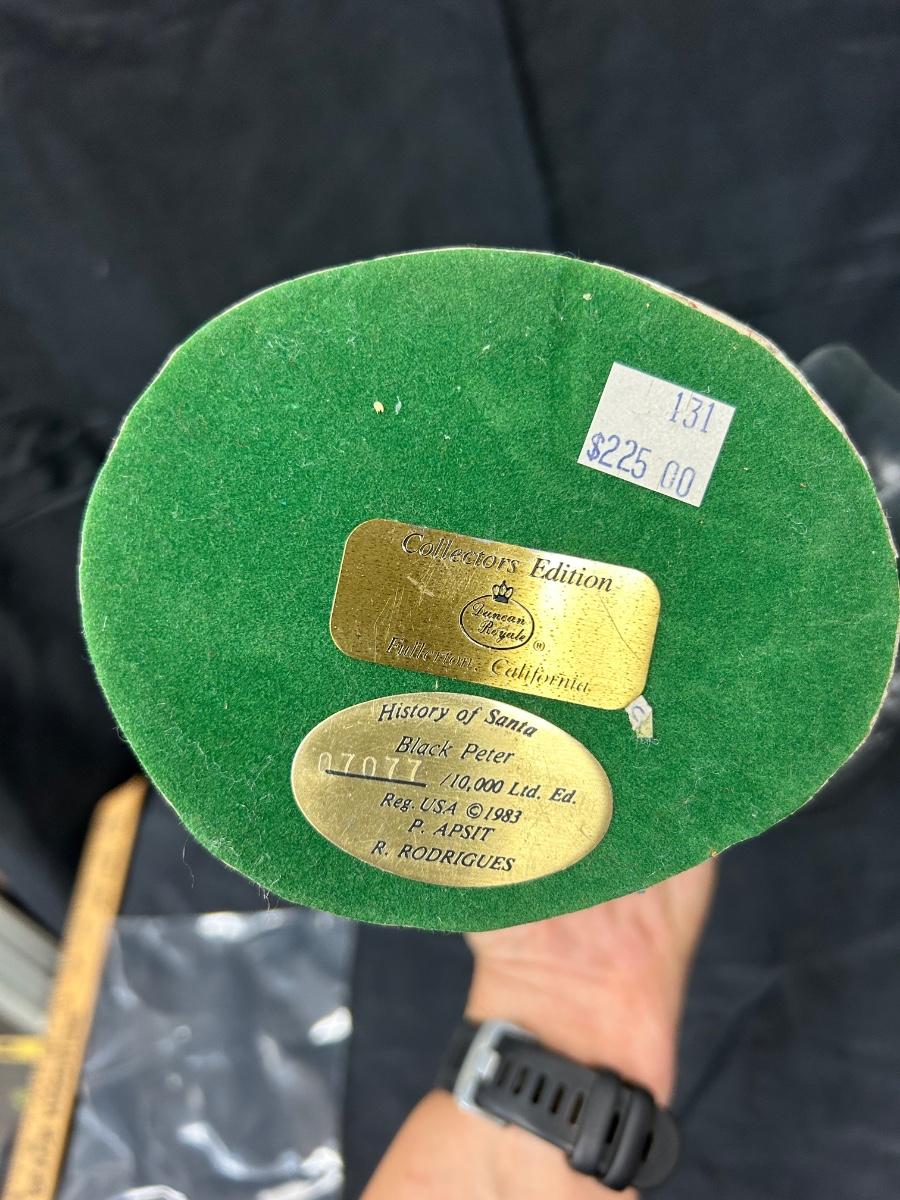 131
$225 00
Collectors Edition
Duncan
Royale ®
Fullerton, California
History of Santa
Black Peter
07077 /10,000 Ltd. Ed.
Reg. USA ©1983
P. APSIT
R. RODRIGUES